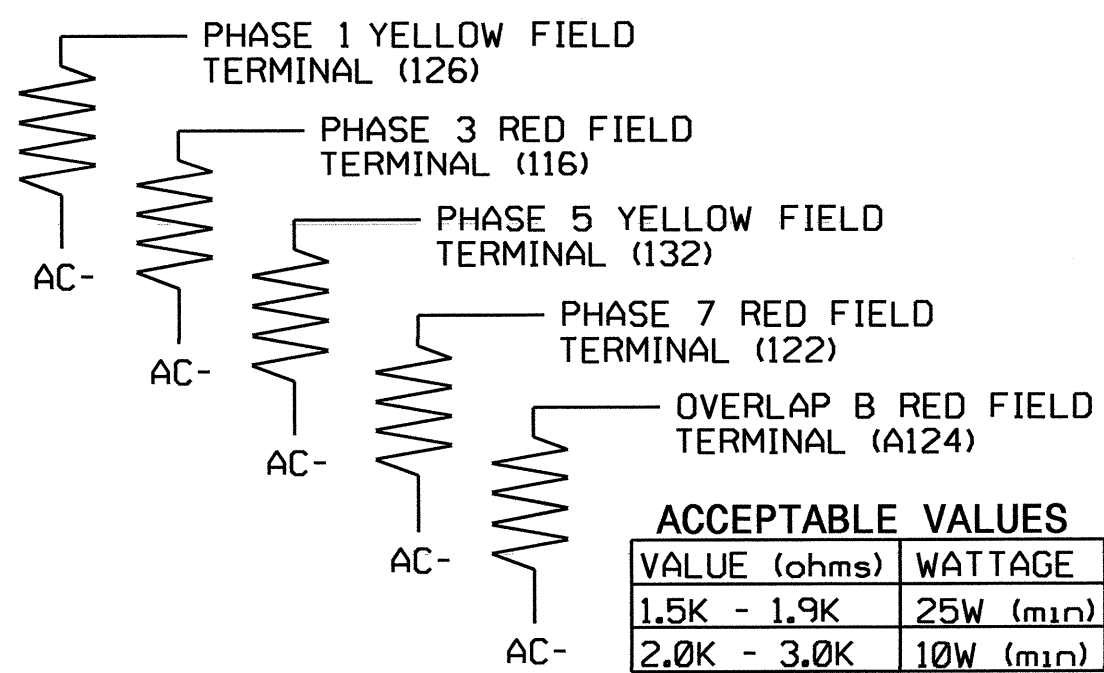 PHASE 1 YELLOW FIELD
TERMINAL (126)
AC-
PHASE 3 RED FIELD
TERMINAL (116)
AC-
PHASE 5 YELLOW FIELD
TERMINAL (132)
AC-
PHASE 7 RED FIELD
TERMINAL (122)
AC-
OVERLAP B RED FIELD
TERMINAL (A124)
AC-
ACCEPTABLE VALUES
VALUE (ohms) WATTAGE
1.5K - 1.9K 25W (min)
2.0K - 3.0K 10W (min)